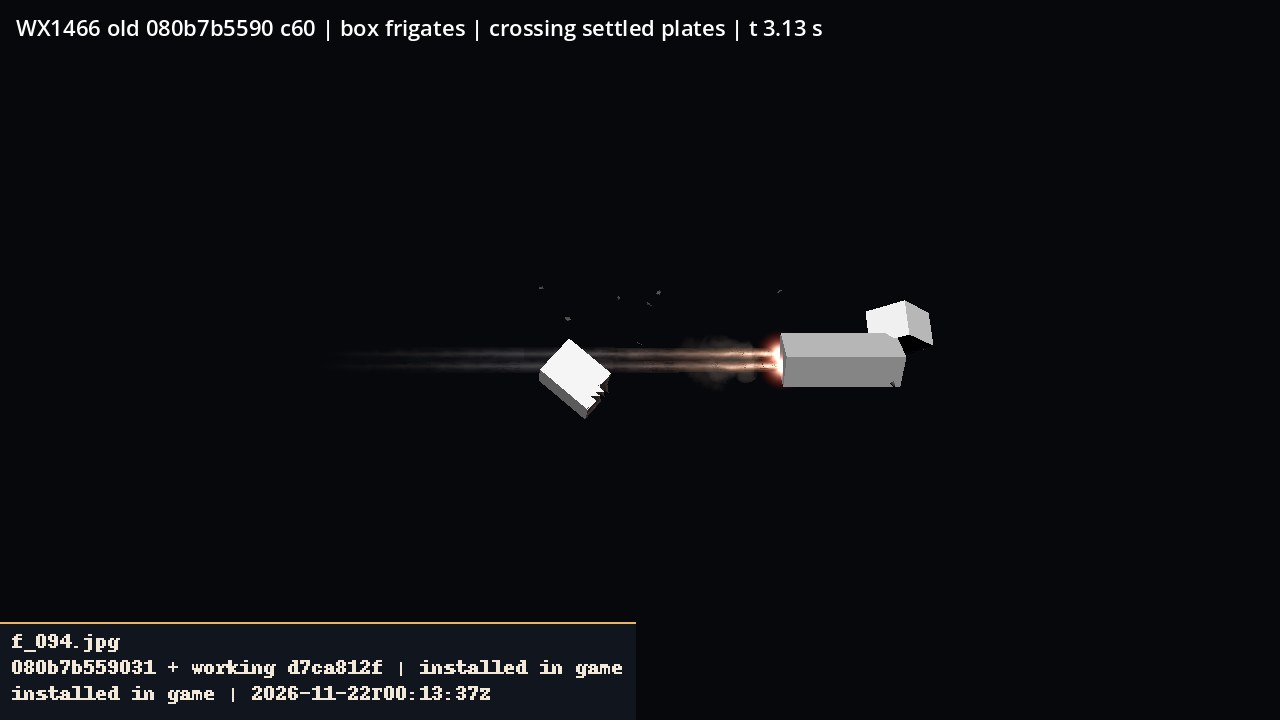 WX1466 old 080b7b5590 c60 | box frigates | crossing settled plates | t 3.13 s
f_094.jpg
080b7b559031 + working d7ca812f | installed in game
installed in game | 2026-11-22T00:13:37Z